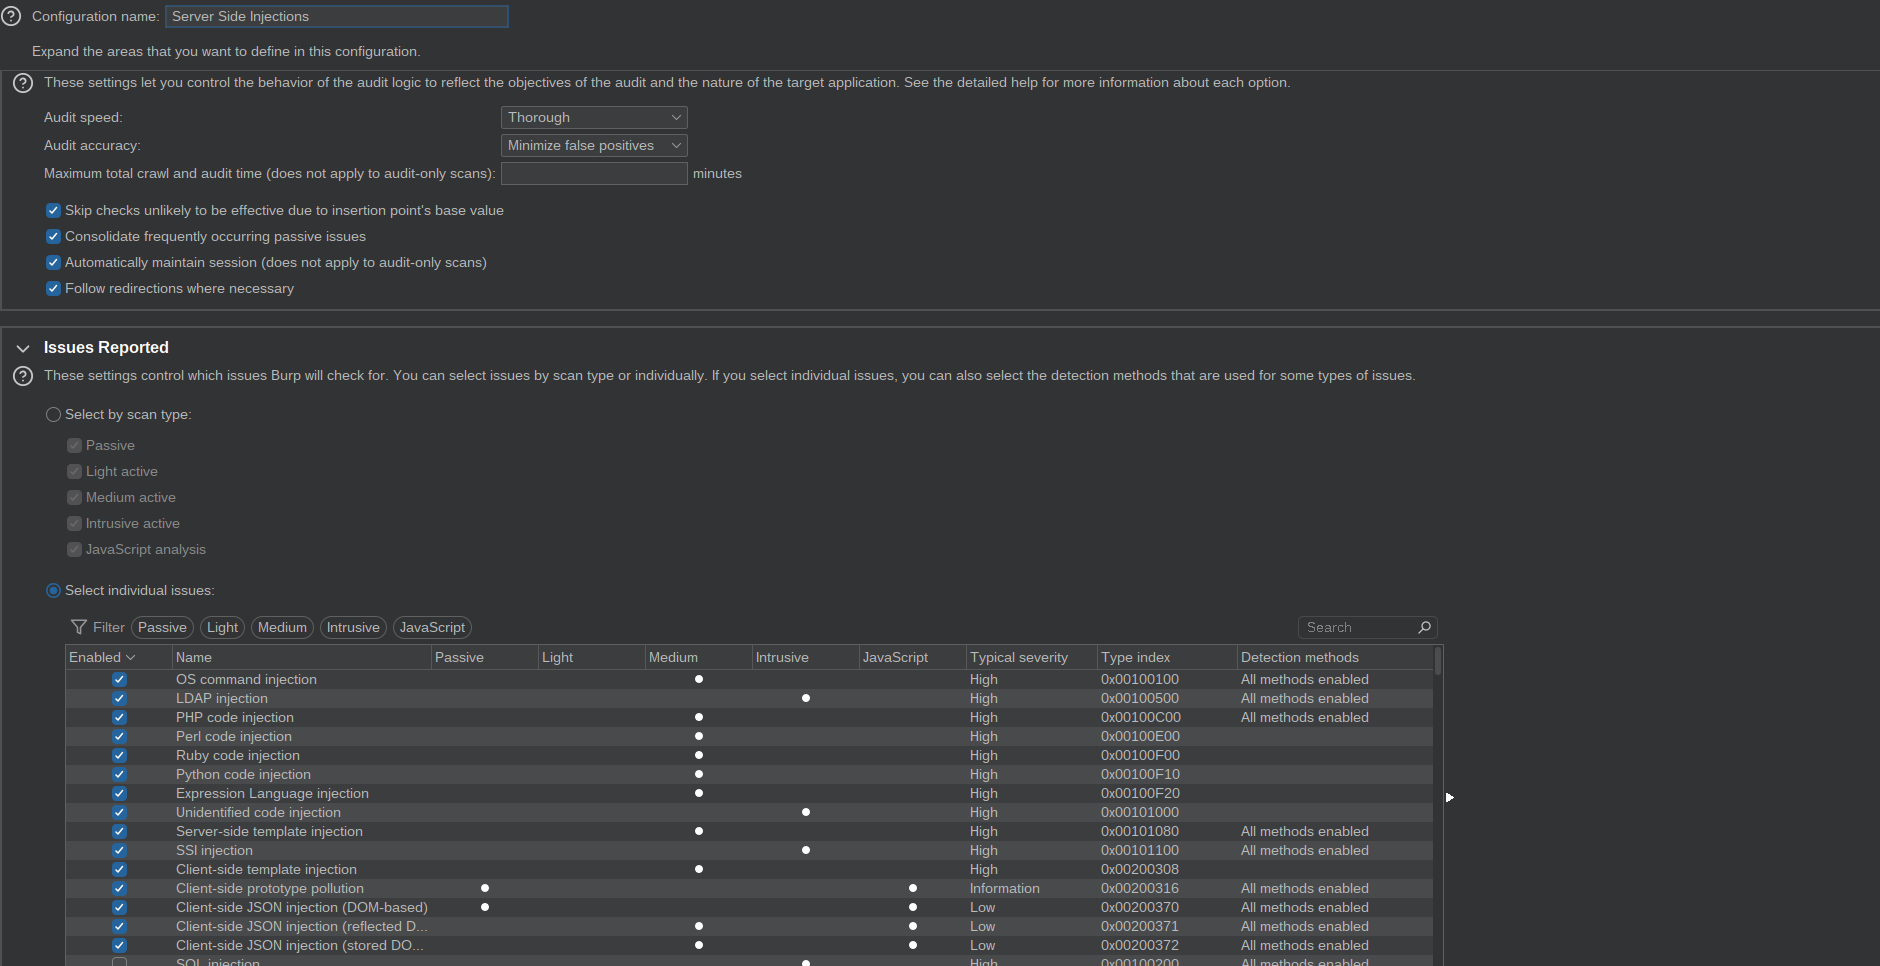 Configuration name: Server Side Injections
Expand the areas that you want to define in this configuration.
These settings let you control the behavior of the audit logic to reflect the objectives of the audit and the nature of the target application. See the detailed help for more information about each option.
Audit speed: Thorough
Audit accuracy: Minimize false positives
Maximum total crawl and audit time (does not apply to audit-only scans): minutes
Skip checks unlikely to be effective due to insertion point's base value
Consolidate frequently occurring passive issues
Automatically maintain session (does not apply to audit-only scans)
Follow redirections where necessary
Issues Reported
These settings control which issues Burp will check for. You can select issues by scan type or individually. If you select individual issues, you can also select the detection methods that are used for some types of issues.
Select by scan type:
Passive
Light active
Medium active
Intrusive active
JavaScript analysis
Select individual issues:
Filter Passive Light Medium Intrusive JavaScript Search
Enabled Name Passive Light Medium Intrusive JavaScript Typical severity Type index Detection methods
OS command injection High 0x00100100 All methods enabled
LDAP injection High 0x00100500 All methods enabled
PHP code injection High 0x00100C00 All methods enabled
Perl code injection High 0x00100E00
Ruby code injection High 0x00100F00
Python code injection High 0x00100F10
Expression Language injection High 0x00100F20
Unidentified code injection High 0x00101000
Server-side template injection High 0x00101080 All methods enabled
SSI injection High 0x00101100 All methods enabled
Client-side template injection High 0x00200308
Client-side prototype pollution Information 0x00200316 All methods enabled
Client-side JSON injection (DOM-based) Low 0x00200370 All methods enabled
Client-side JSON injection (reflected D... Low 0x00200371 All methods enabled
Client-side JSON injection (stored DO... Low 0x00200372 All methods enabled
SQL injection High 0x00100200 All methods enabled